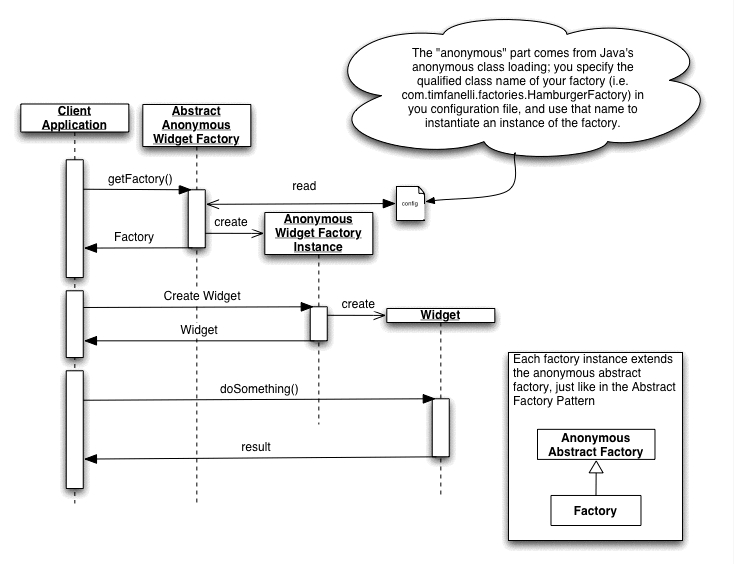 The "anonymous" part comes from Java's
anonymous class loading; you specify the
qualified class name of your factory (i.e.
com.timfanelli.factories.HamburgerFactory) in
you configuration file, and use that name to
instantiate an instance of the factory.
Client
Application
Abstract
Anonymous
Widget Factory
getFactory()
read
config
create
Anonymous
Widget Factory
Instance
Factory
Create Widget
create
Widget
Widget
doSomething()
result
Each factory instance extends
the anonymous abstract
factory, just like in the Abstract
Factory Pattern
Anonymous
Abstract Factory
Factory